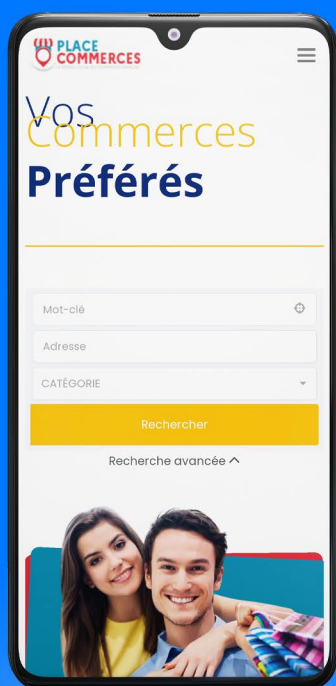 PLACE
COMMERCES
Vos
Commerces
Préférés
Mot-clé
Adresse
CATÉGORIE
Rechercher
Recherche avancée